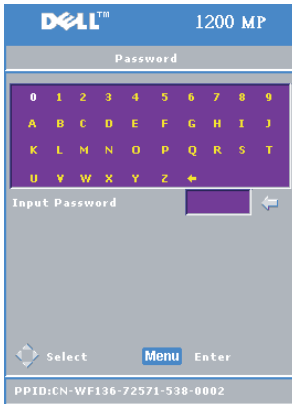 DELL™ 1200 MP
Password
0 1 2 3 4 5 6 7 8 9
A B C D E F G H I J
K L M N O P Q R S T
U V W X Y Z ←
Input Password
Select Menu Enter
PPID:CN-WF136-72571-538-0002